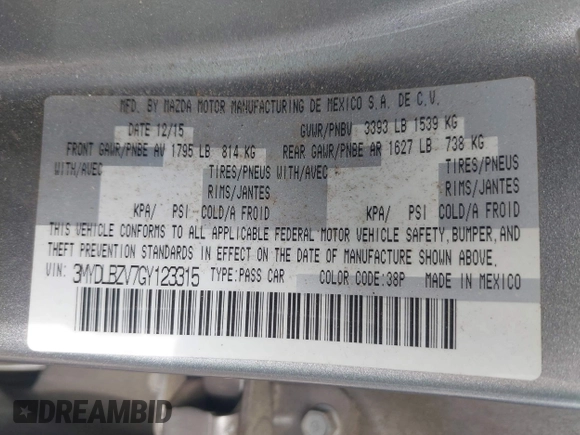 MFD. BY MAZDA MOTOR MANUFACTURING DE MEXICO S.A. DE C.V.
DATE 12/15 GVWR/PNBV 3393 LB 1539 KG
FRONT GAWR/PNBE AV 1795 LB 814 KG REAR GAWR/PNBE AR 1627 LB 738 KG
WITH/AVEC TIRES/PNEUS WITH/AVEC TIRES/PNEUS
RIMS/JANTES RIMS/JANTES
KPA/ PSI COLD/A FROID KPA/ PSI COLD/A FROID
THIS VEHICLE CONFORMS TO ALL APPLICABLE FEDERAL MOTOR VEHICLE SAFETY, BUMPER, AND
THEFT PREVENTION STANDARDS IN EFFECT ON THE DATE OF MANUFACTURE SHOWN ABOVE.
VIN: 3MYDLBZV7GY123315 TYPE:PASS CAR COLOR CODE:38P MADE IN MEXICO
DREAMBID